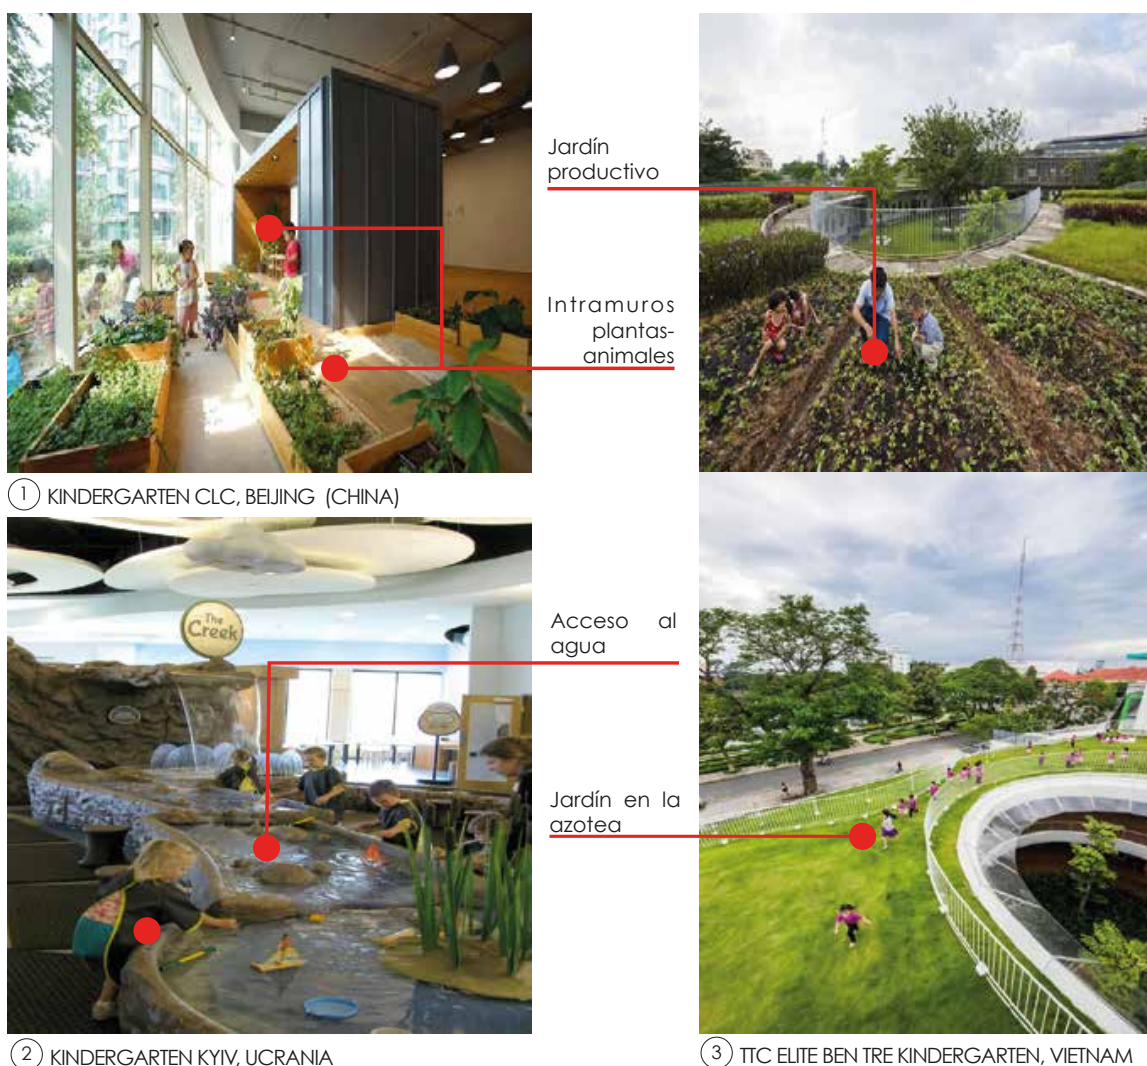 Jardín
productivo
Intramuros
plantas-
animales
① KINDERGARTEN CLC, BEIJING (CHINA)
The
Creek
Acceso al
agua
Jardín en la
azotea
② KINDERGARTEN KYIV, UCRANIA
③ TTC ELITE BEN TRE KINDERGARTEN, VIETNAM